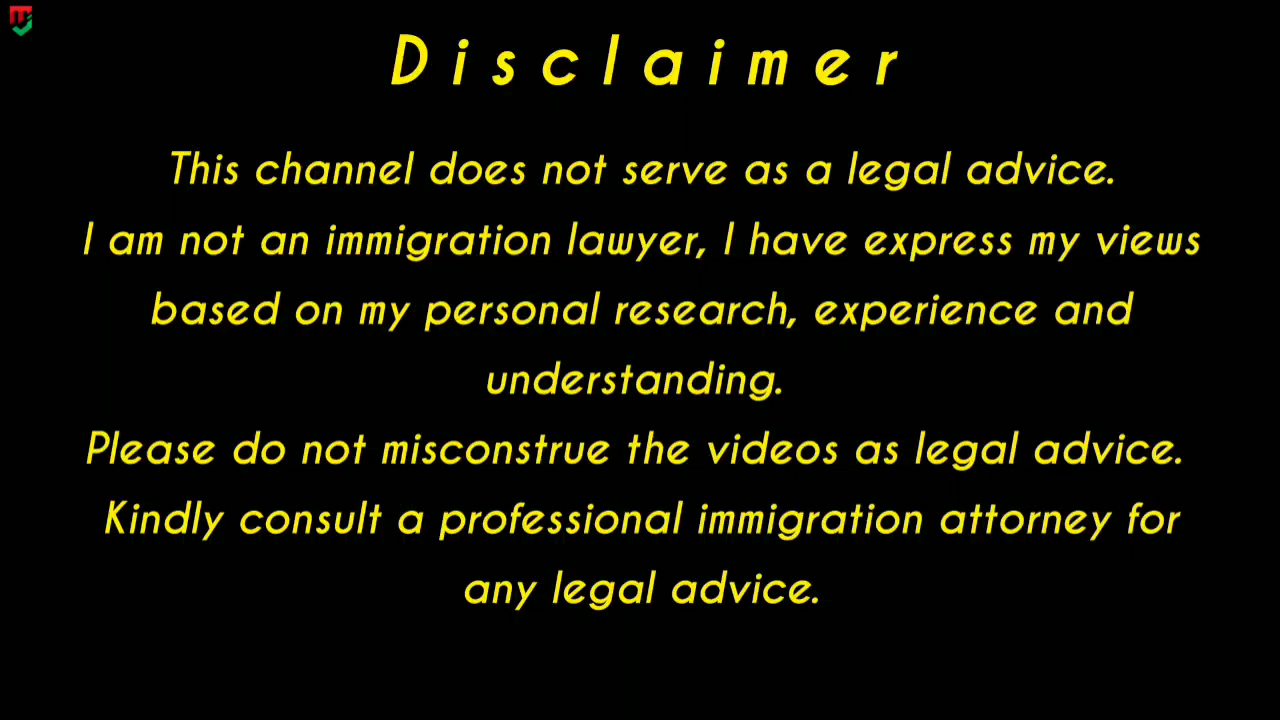 Disclaimer
This channel does not serve as a legal advice.
I am not an immigration lawyer, I have express my views
based on my personal research, experience and
understanding.
Please do not misconstrue the videos as legal advice.
Kindly consult a professional immigration attorney for
any legal advice.